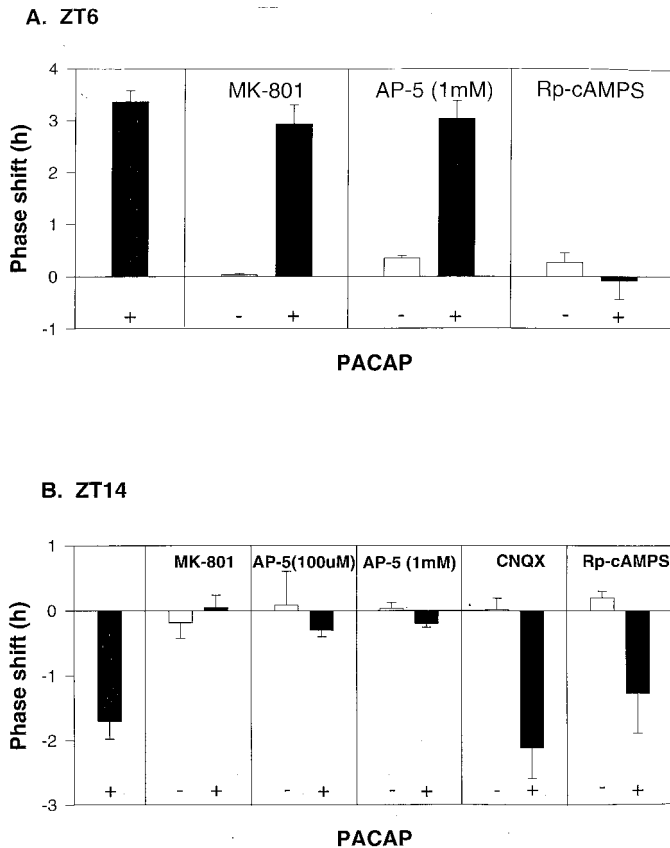 A. ZT6
4
MK-801 AP-5 (1mM) Rp-cAMPS
3
2
1
0
-1
Phase shift (h)
+ - + - + - +
PACAP
B. ZT14
1
MK-801 AP-5(100uM) AP-5 (1mM) CNQX Rp-cAMPS
0
-1
-2
-3
Phase shift (h)
+ - + - + - + - + - +
PACAP